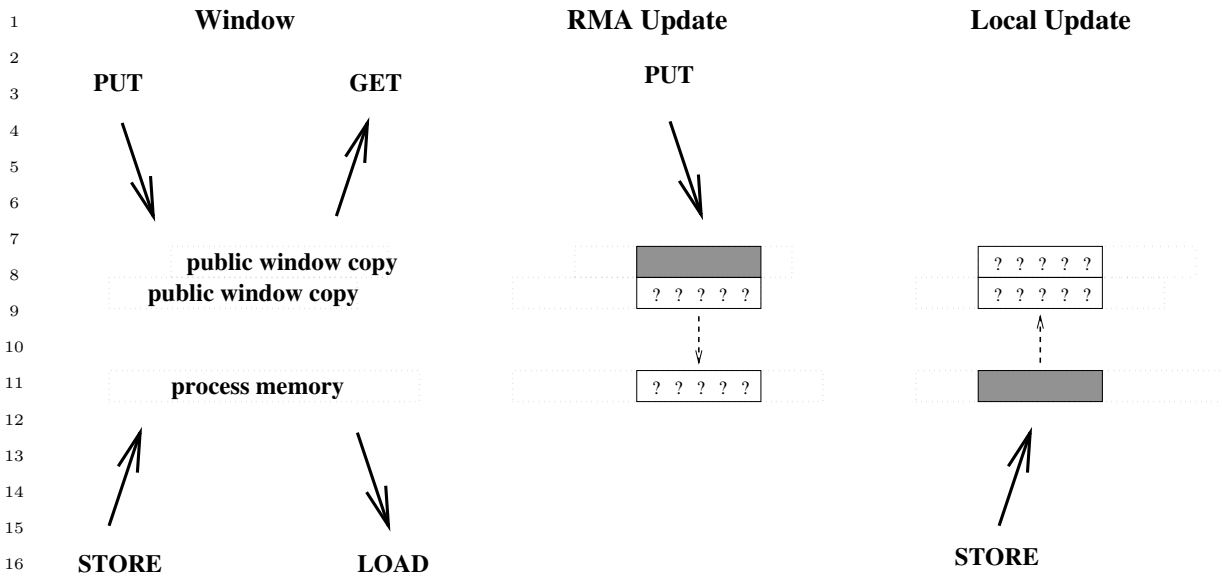 1 Window RMA Update Local Update
2
PUT GET PUT
3
4
5
6
7
public window copy
8
public window copy ? ? ? ? ? ? ? ? ? ? ? ? ? ? ?
9
10
11 process memory ? ? ? ? ?
12
13
14
15
STORE LOAD STORE
16